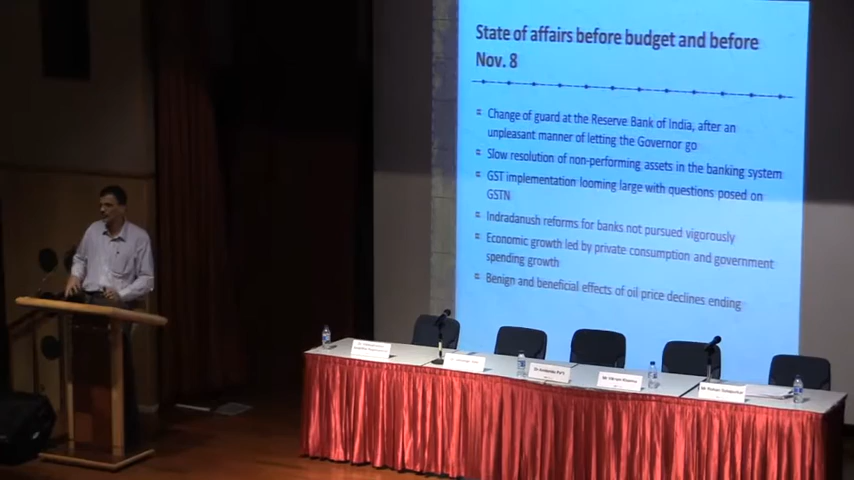 State of affairs before budget and before
Nov. 8
Change of guard at the Reserve Bank of India, after an
unpleasant manner of letting the Governor go
Slow resolution of non-performing assets in the banking system
GST implementation looming large with questions posed on
GSTN
Indradanush reforms for banks not pursued vigorously
Economic growth led by private consumption and government
spending growth
Benign and beneficial effects of oil price declines ending